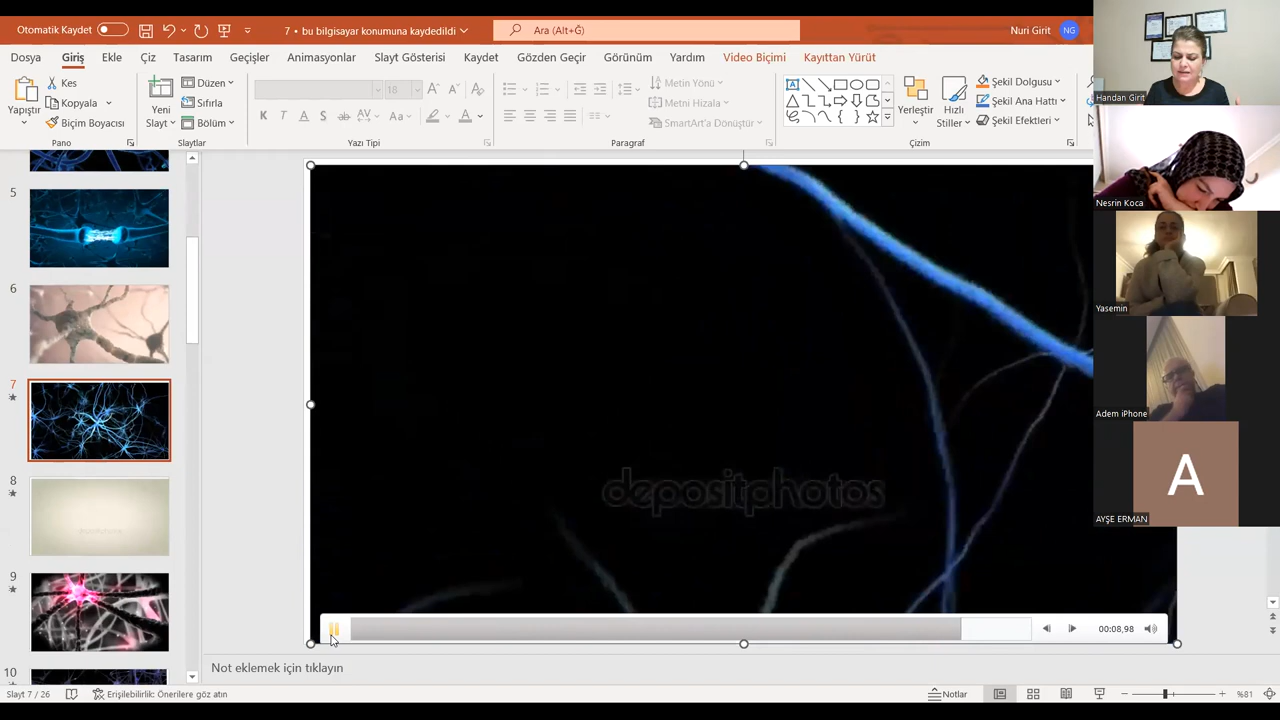 Otomatik Kaydet
7 • bu bilgisayar konumuna kaydedildi
Ara (Alt+Ğ)
Nuri Girit
NG
Dosya Giriş Ekle Çiz Tasarım Geçişler Animasyonlar Slayt Gösterisi Kaydet Gözden Geçir Görünüm Yardım Video Biçimi Kayıttan Yürüt
Yapıştır
Kes
Kopyala
Biçim Boyacısı
Pano
Yeni
Slayt
Düzen
Sıfırla
Bölüm
Slaytlar
18
Yazı Tipi
Metin Yönü
Metni Hizala
SmartArt'a Dönüştür
Paragraf
Yerleştir
Hızlı
Stiller
Şekil Dolgusu
Şekil Ana Hattı
Şekil Efektleri
Çizim
5
6
7
8
9
10
depositphotos
00:08,98
Not eklemek için tıklayın
Slayt 7 / 26
Erişilebilirlik: Önerilere göz atın
Notlar
%81
Handan Girit
Nesrin Koca
Yasemin
Adem iPhone
A
AYŞE ERMAN